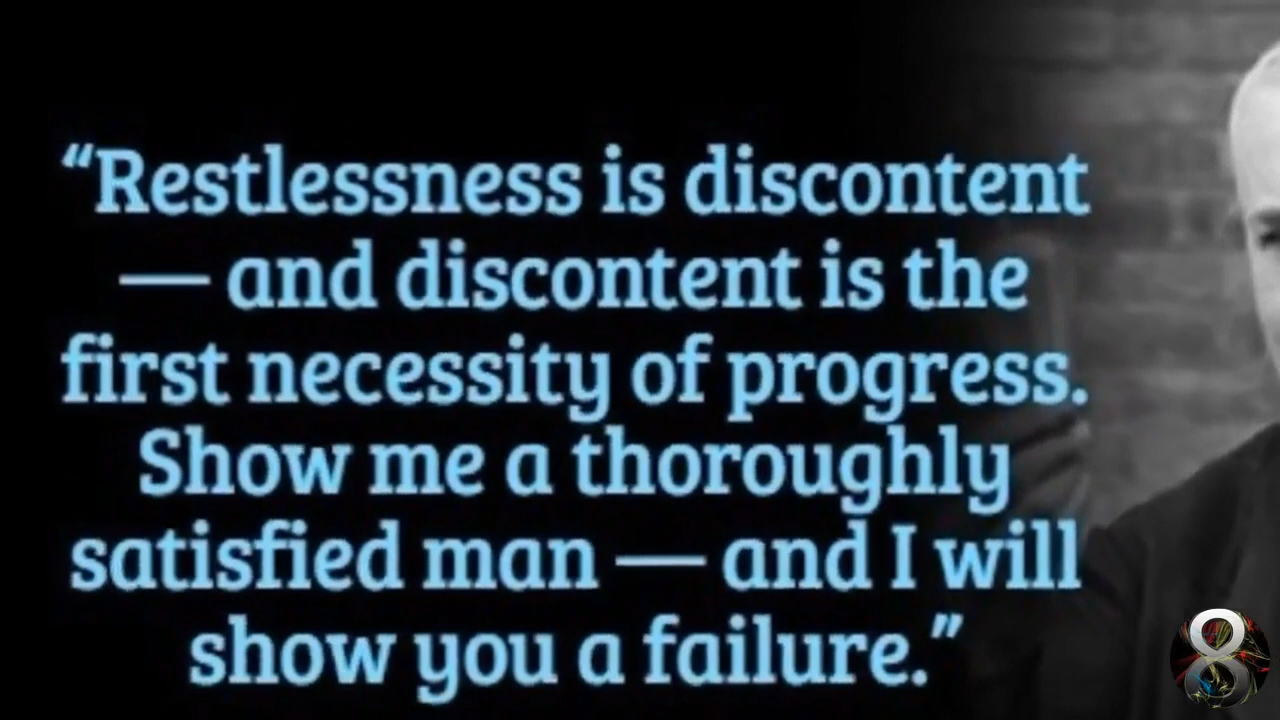 “Restlessness is discontent
— and discontent is the
first necessity of progress.
Show me a thoroughly
satisfied man — and I will
show you a failure.”
8